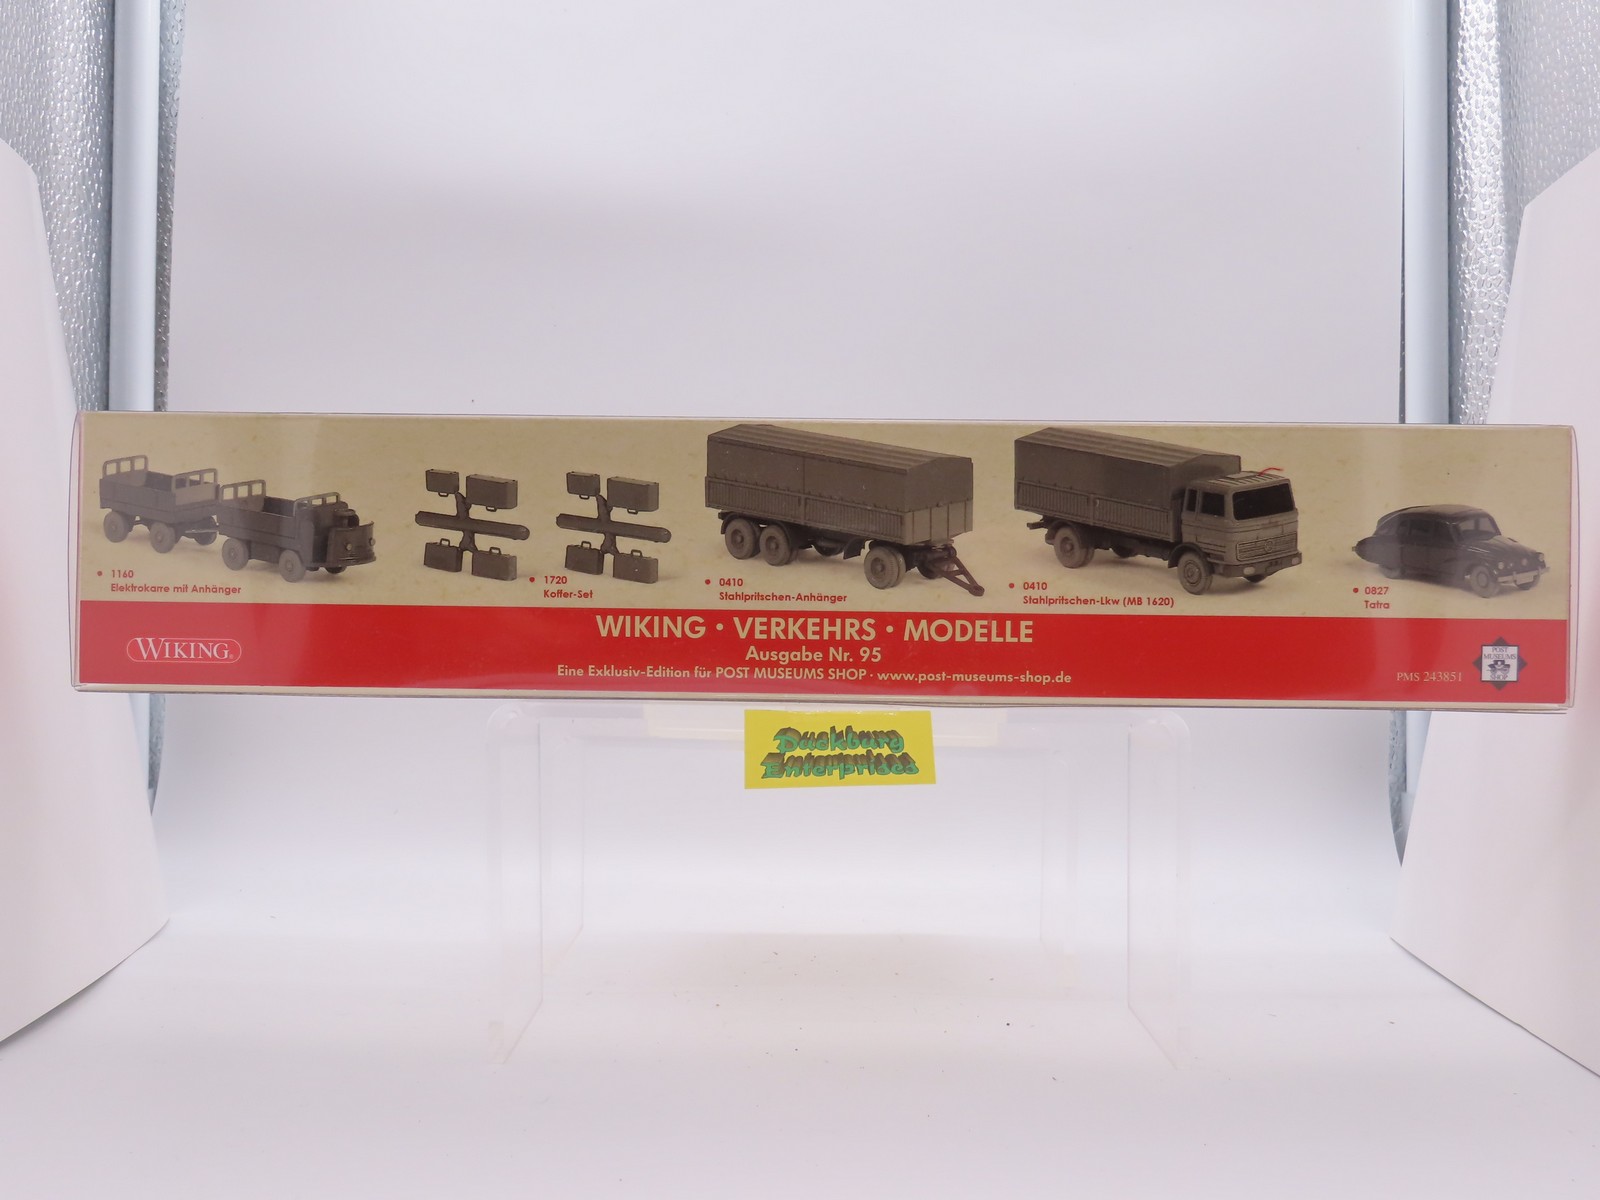 1160
Elektrokarre mit Anhänger
1720
Koffer-Set
0410
Stahlpritschen-Anhänger
0410
Stahlpritschen-Lkw (MB 1620)
0827
Tatra
WIKING®
WIKING · VERKEHRS · MODELLE
Ausgabe Nr. 95
Eine Exklusiv-Edition für POST MUSEUMS SHOP · www.post-museums-shop.de
PMS 243851
POST
MUSEUMS
Duckburg
Enterprises